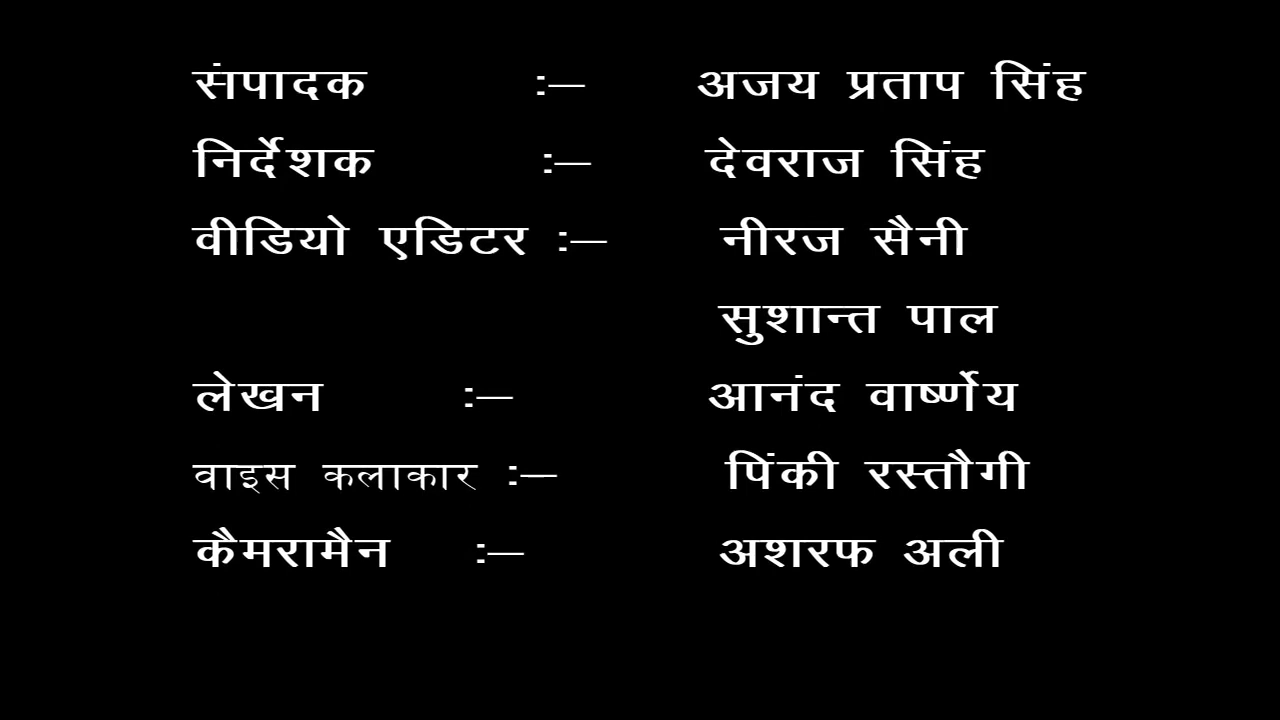 संपादक :– अजय प्रताप सिंह
निर्देशक :– देवराज सिंह
वीडियो एडिटर :– नीरज सैनी
सुशान्त पाल
लेखन :– आनंद वार्ष्णेय
वाइस कलाकार :– पिंकी रस्तौगी
कैमरामैन :– अशरफ अली